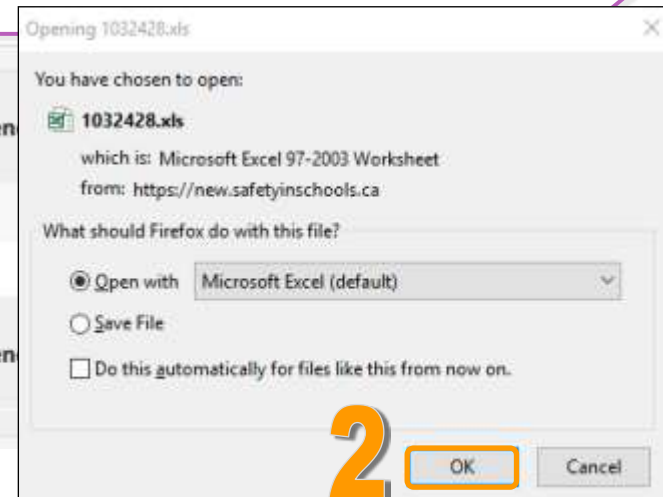 Opening 1032428.xls
You have chosen to open:
1032428.xls
which is: Microsoft Excel 97-2003 Worksheet
from: https://new.safetyinschools.ca
What should Firefox do with this file?
Open with Microsoft Excel (default)
Save File
Do this automatically for files like this from now on.
2
OK Cancel